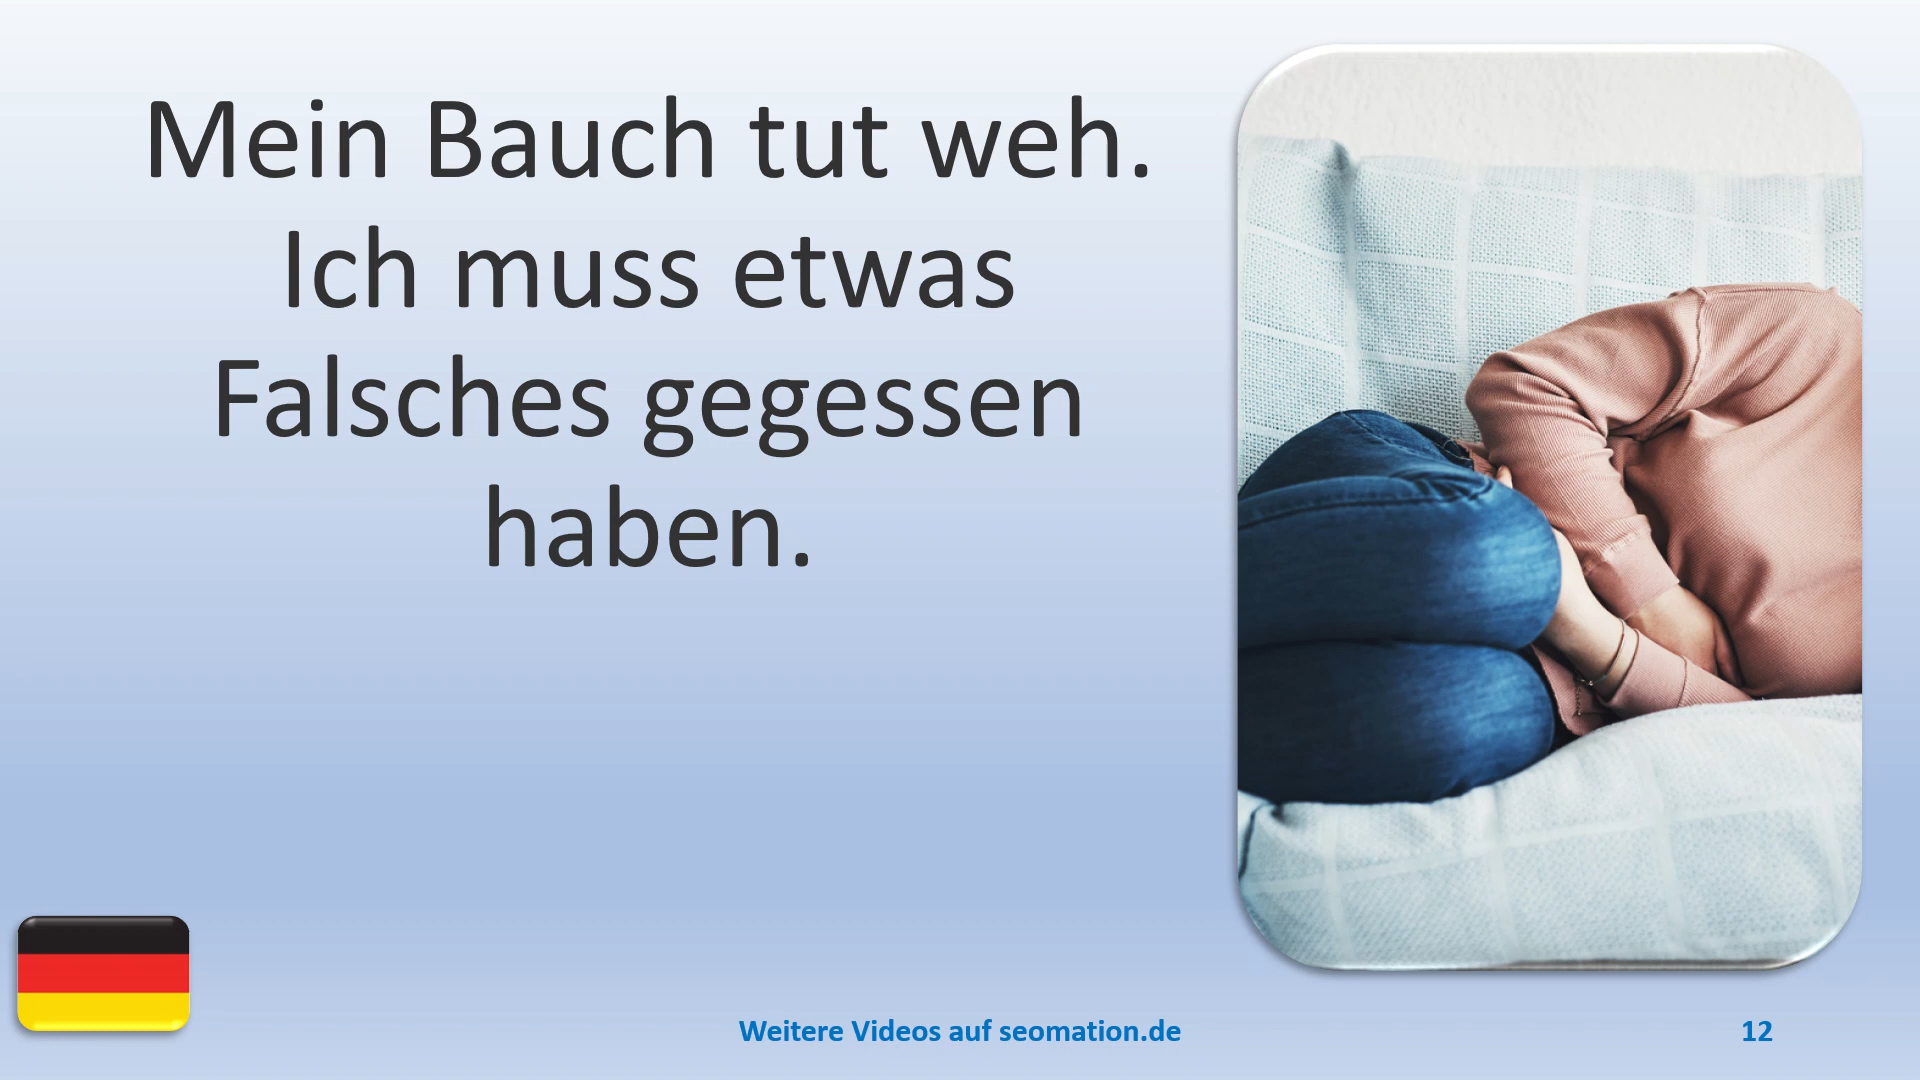 Mein Bauch tut weh.
Ich muss etwas
Falsches gegessen
haben.
Weitere Videos auf seomation.de
12